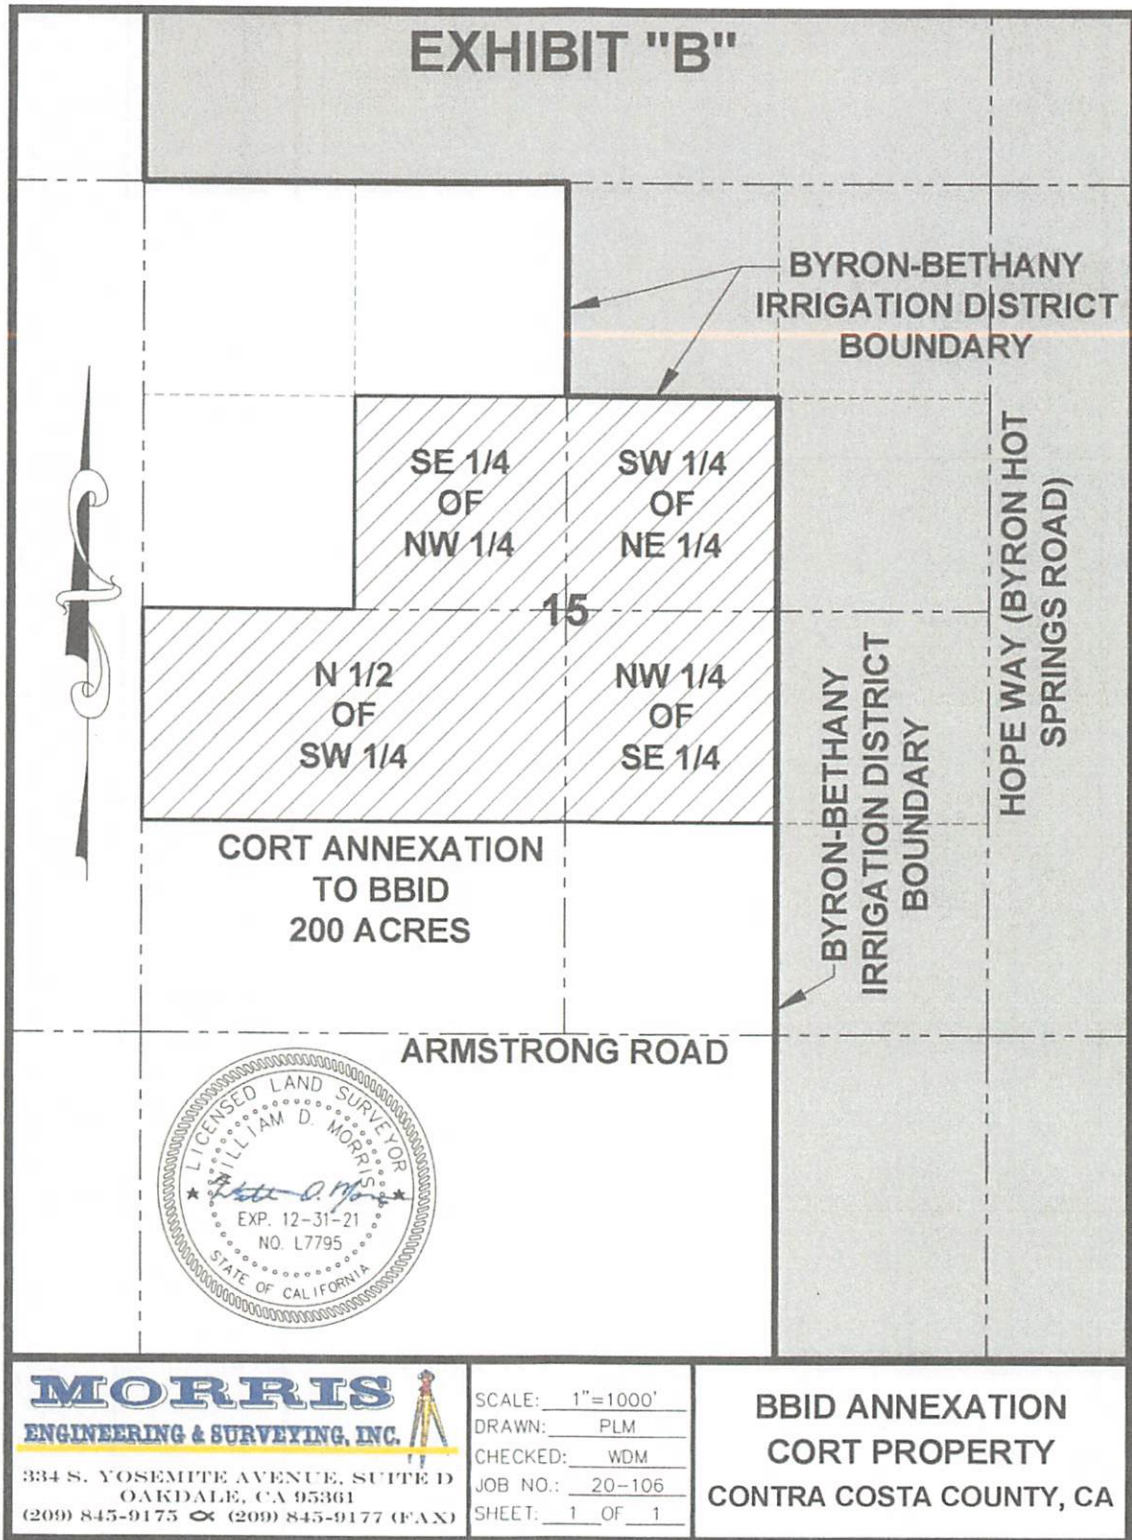 EXHIBIT "B"
BYRON-BETHANY
IRRIGATION DISTRICT
BOUNDARY
SE 1/4
OF
NW 1/4
SW 1/4
OF
NE 1/4
15
N 1/2
OF
SW 1/4
NW 1/4
OF
SE 1/4
HOPE WAY (BYRON HOT
SPRINGS ROAD)
BYRON-BETHANY
IRRIGATION DISTRICT
BOUNDARY
CORT ANNEXATION
TO BBID
200 ACRES
ARMSTRONG ROAD
LICENSED LAND SURVEYOR
WILLIAM D. MORRIS
EXP. 12-31-21
NO. L7795
STATE OF CALIFORNIA
MORRIS
ENGINEERING & SURVEYING, INC.
334 S. YOSEMITE AVENUE, SUITE D
OAKDALE, CA 95361
(209) 845-9175 (209) 845-9177 (FAX)
SCALE: 1"=1000'
DRAWN: PLM
CHECKED: WDM
JOB NO.: 20-106
SHEET: 1 OF 1
BBID ANNEXATION
CORT PROPERTY
CONTRA COSTA COUNTY, CA